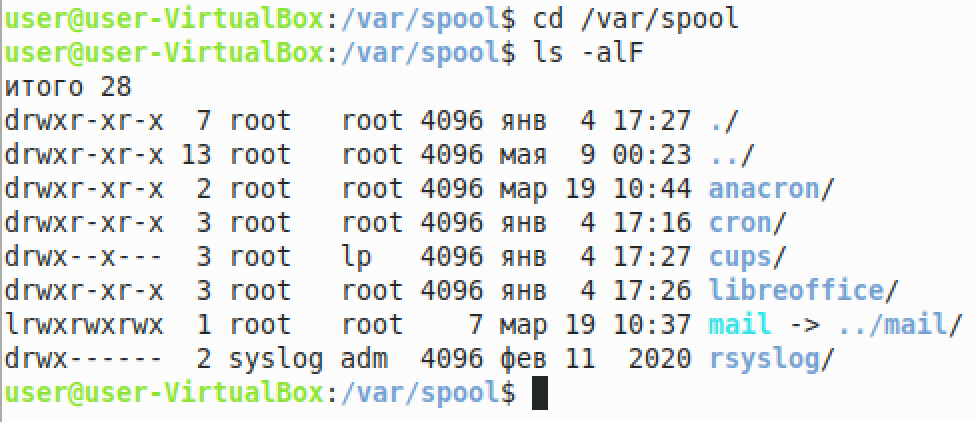 user@user-VirtualBox:/var/spool$ cd /var/spool
user@user-VirtualBox:/var/spool$ ls -alF
итого 28
drwxr-xr-x  7 root   root 4096 янв  4 17:27 ./
drwxr-xr-x 13 root   root 4096 мая  9 00:23 ../
drwxr-xr-x  2 root   root 4096 мар 19 10:44 anacron/
drwxr-xr-x  3 root   root 4096 янв  4 17:16 cron/
drwx--x---  3 root   lp   4096 янв  4 17:27 cups/
drwxr-xr-x  3 root   root 4096 янв  4 17:26 libreoffice/
lrwxrwxrwx  1 root   root    7 мар 19 10:37 mail -> ../mail/
drwx------  2 syslog adm  4096 фев 11  2020 rsyslog/
user@user-VirtualBox:/var/spool$